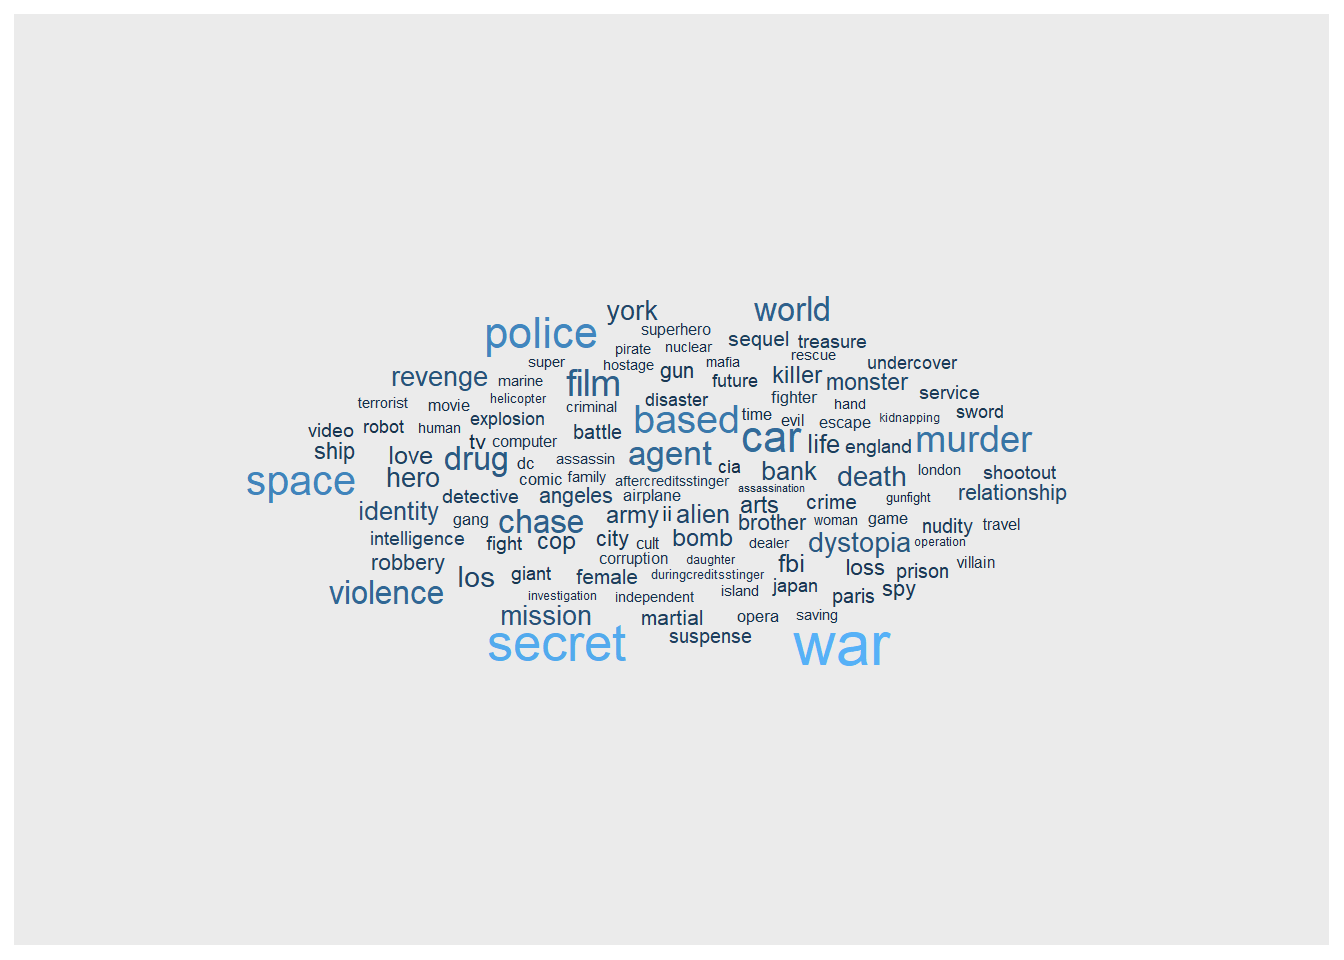 york world
police superhero
sequel treasure
pirate nuclear
super hostage mafia rescue undercover
revenge marine film gun future killer monster
terrorist movie helicopter criminal disaster fighter hand service
video robot human explosion battle based time evil escape kidnapping sword
ship love tv computer agent car life england murder
space hero drug dc assassin cia bank death london shootout
comic family aftercreditsstinger assassination
identity detective angeles airplane arts crime gunfight relationship
gang chase army ii alien brother woman game nudity travel
intelligence fight cop city cult bomb dealer dystopia operation
robbery corruption daughter fbi loss prison villain
violence los giant female duringcreditsstinger japan paris spy
investigation independent island
mission martial opera saving
secret suspense war